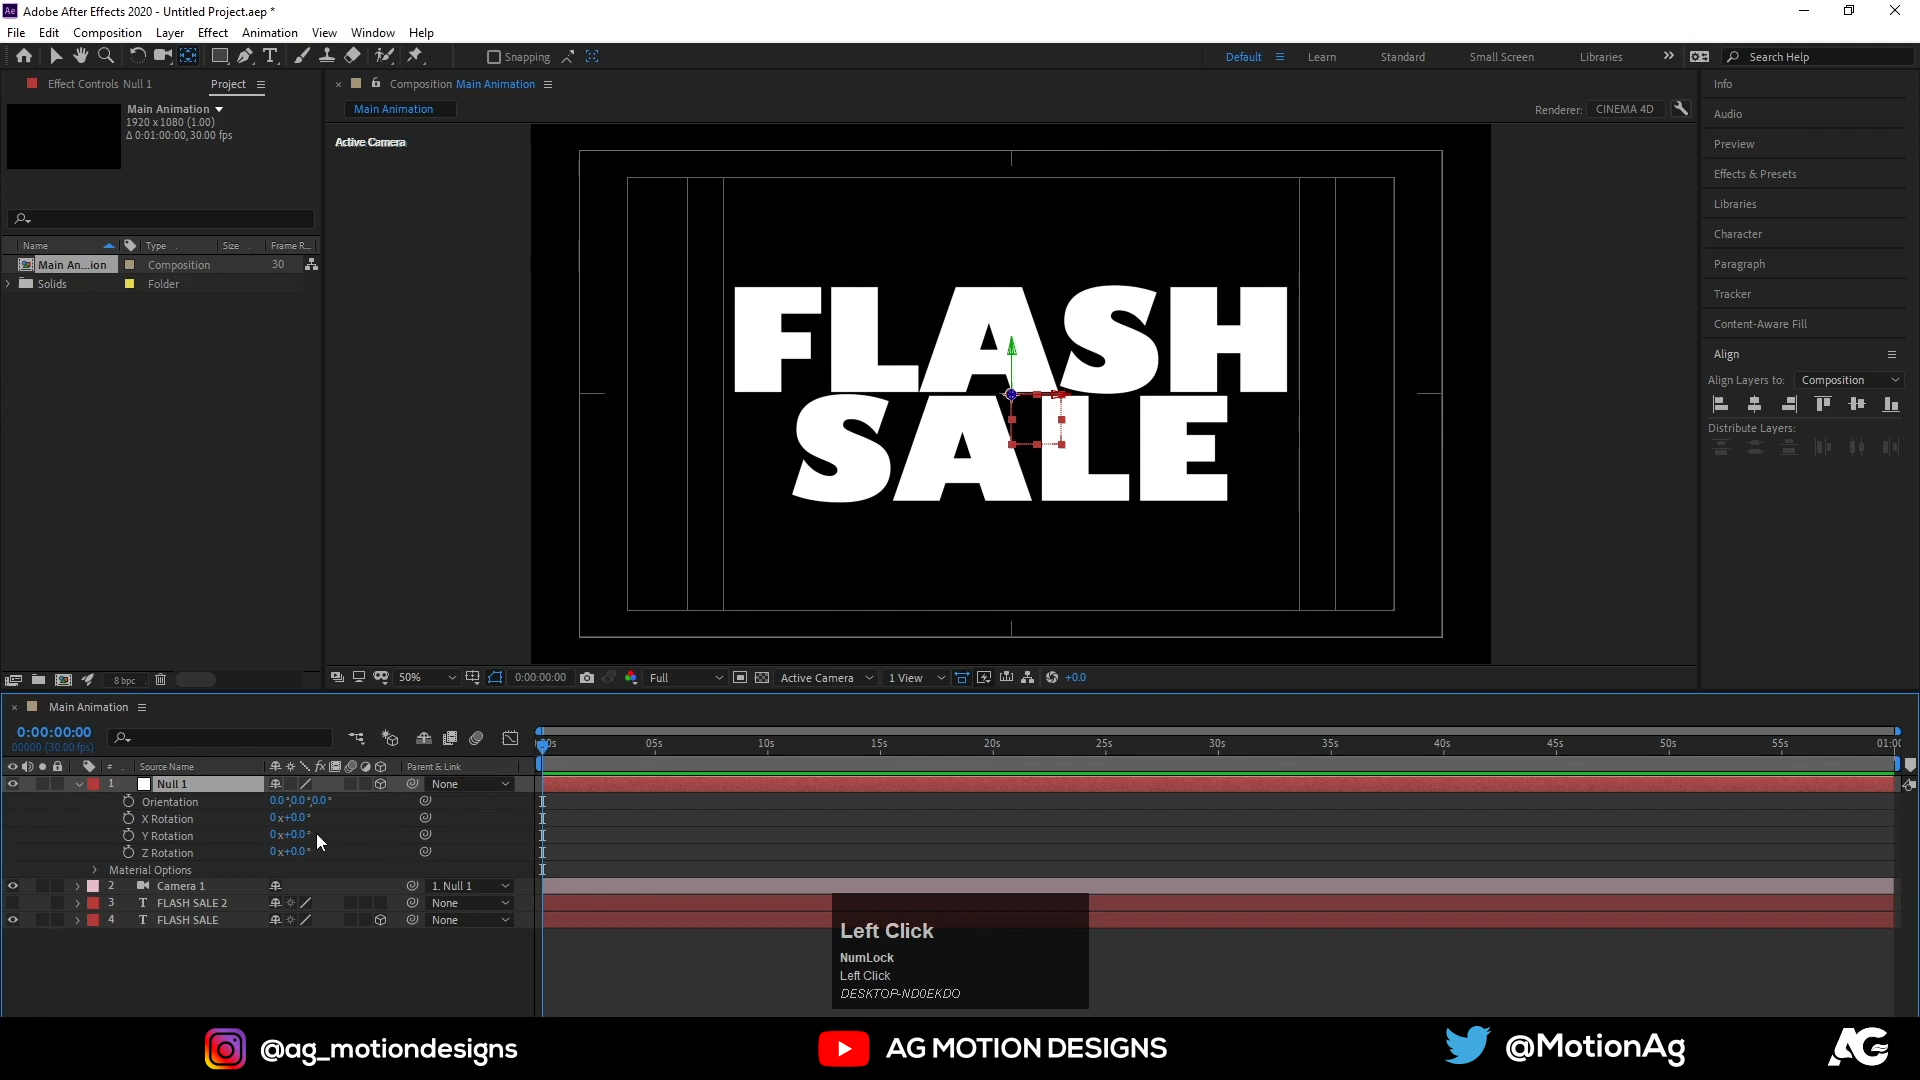 Adobe After Effects 2020 - Untitled Project.aep *
File Edit Composition Layer Effect Animation View Window Help
Snapping
Default Learn Standard Small Screen Libraries
Search Help
Effect Controls Null 1
Project
Main Animation
1920 x 1080 (1.00)
Δ 0:01:00:00, 30.00 fps
Name Type Size Frame R...
Main An...ion Composition 30
Solids Folder
8 bpc
Composition Main Animation
Main Animation
Renderer: CINEMA 4D
Active Camera
FLASH
SALE
50% 0:00:00:00 Full Active Camera 1 View +0.0
Info
Audio
Preview
Effects & Presets
Libraries
Character
Paragraph
Tracker
Content-Aware Fill
Align
Align Layers to: Composition
Distribute Layers:
Main Animation
0:00:00:00
00000 (30.00 fps)
05s 10s 15s 20s 25s 30s 35s 40s 45s 50s 55s 01:00
# Source Name Parent & Link
1 Null 1 None
Orientation 0.0°,0.0°,0.0°
X Rotation 0x+0.0°
Y Rotation 0x+0.0°
Z Rotation 0x+0.0°
Material Options
2 Camera 1 1. Null 1
3 T FLASH SALE 2 None
4 T FLASH SALE None
Left Click
NumLock
Left Click
DESKTOP-ND0EKDO
@ag_motiondesigns
AG MOTION DESIGNS
@MotionAg
AG